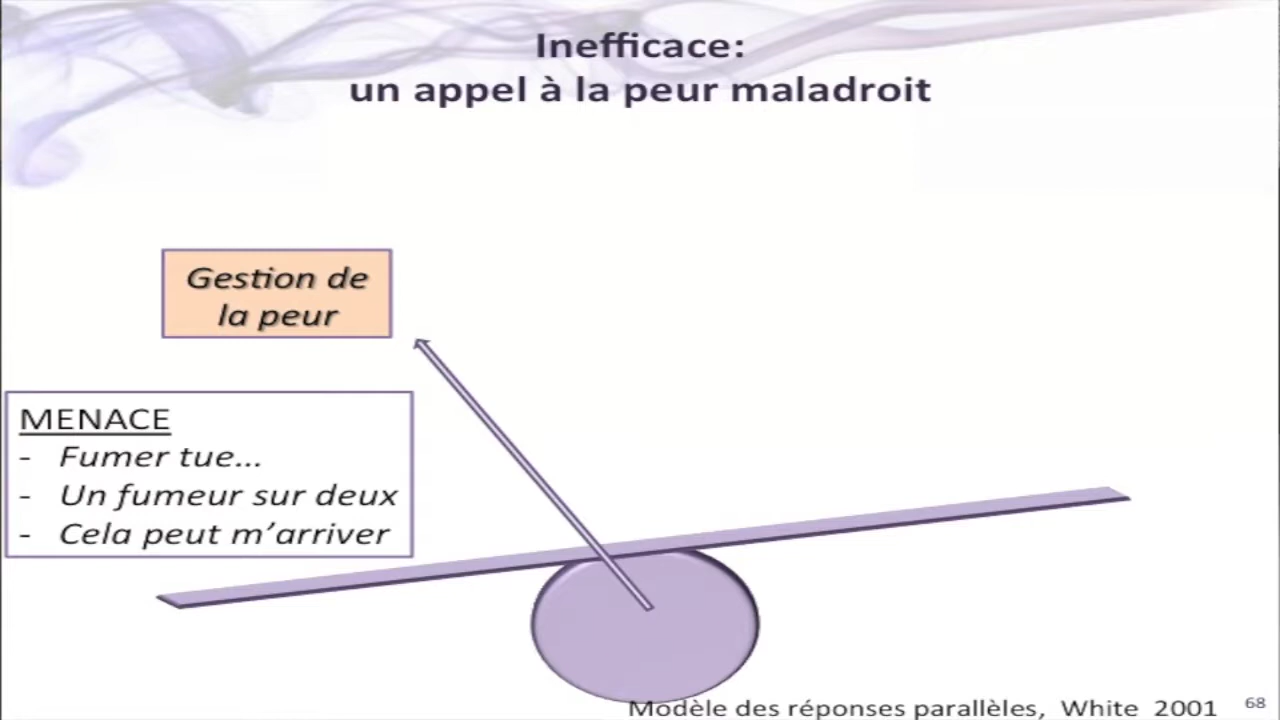 Inefficace:
un appel à la peur maladroit
Gestion de
la peur
MENACE
- Fumer tue...
- Un fumeur sur deux
- Cela peut m'arriver
Modèle des réponses parallèles, White 2001
68